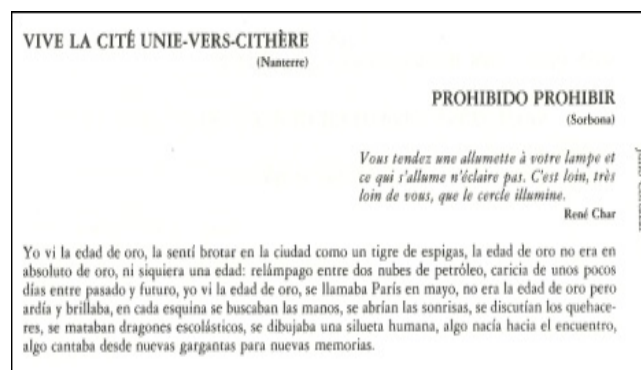 VIVE LA CITÉ UNIE-VERS-CITHÈRE
(Nanterre)
PROHIBIDO PROHIBIR
(Sorbona)
Vous tendez une allumette à votre lampe et
ce qui s'allume n'éclaire pas. C'est loin, très
loin de vous, que le cercle illumine.
René Char
Yo vi la edad de oro, la sentí brotar en la ciudad como un tigre de espigas, la edad de oro no era en
absoluto de oro, ni siquiera una edad: relámpago entre dos nubes de petróleo, caricia de unos pocos
días entre pasado y futuro, yo vi la edad de oro, se llamaba París en mayo, no era la edad de oro pero
ardía y brillaba, en cada esquina se buscaban las manos, se abrían las sonrisas, se discutían los quehace-
res, se mataban dragones escolásticos, se dibujaba una silueta humana, algo nacía hacia el encuentro,
algo cantaba desde nuevas gargantas para nuevas memorias.